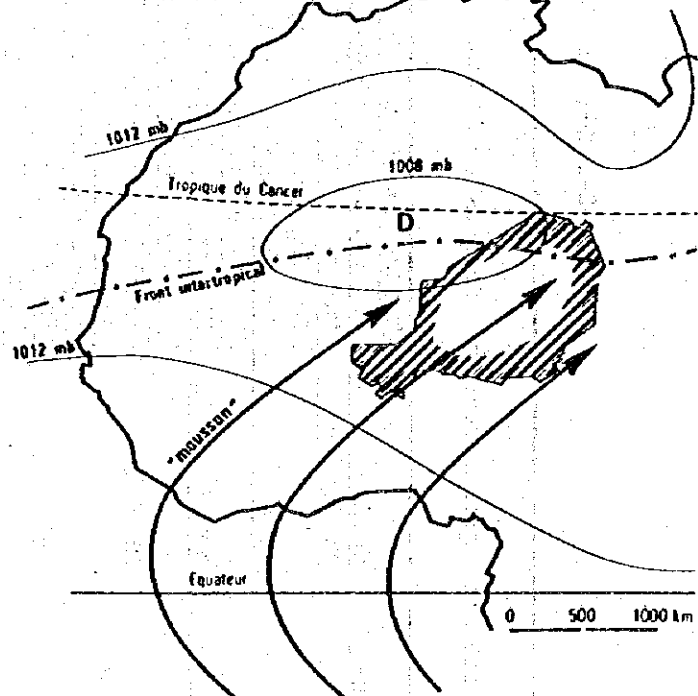 1012 mb
1008 mb
Tropique du Cancer
D
Front intertropical
1012 mb
"mousson"
Equateur
0 500 1000 km